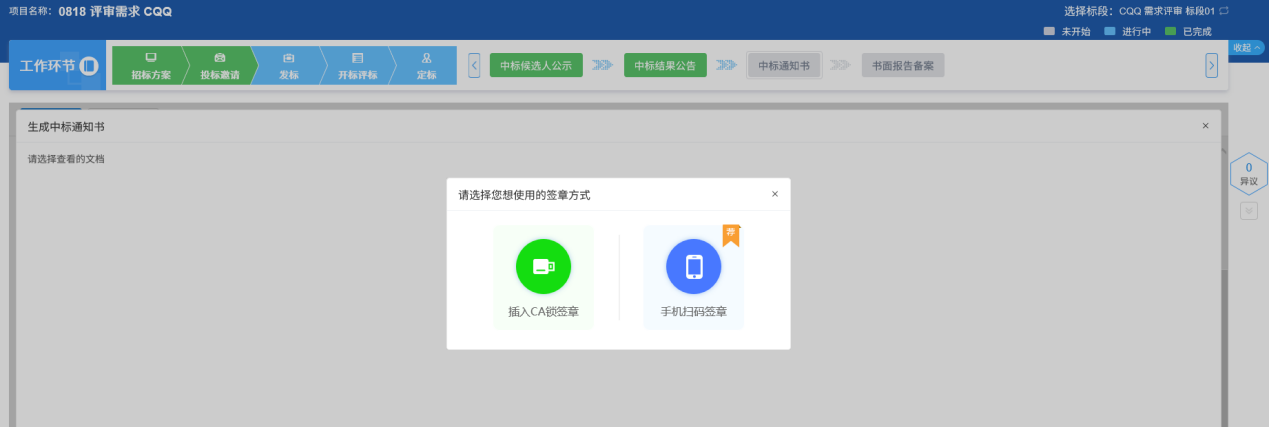 项目名称: 0818 评审需求 CQQ
选择标段: CQQ 需求评审 标段01
未开始 进行中 已完成
收起
工作环节
招标方案 投标邀请 发标 开标评标 定标
中标候选人公示 中标结果公告 中标通知书 书面报告备案
生成中标通知书
请选择查看的文档
0
异议
请选择您想使用的签章方式
荐
插入CA锁签章 手机扫码签章